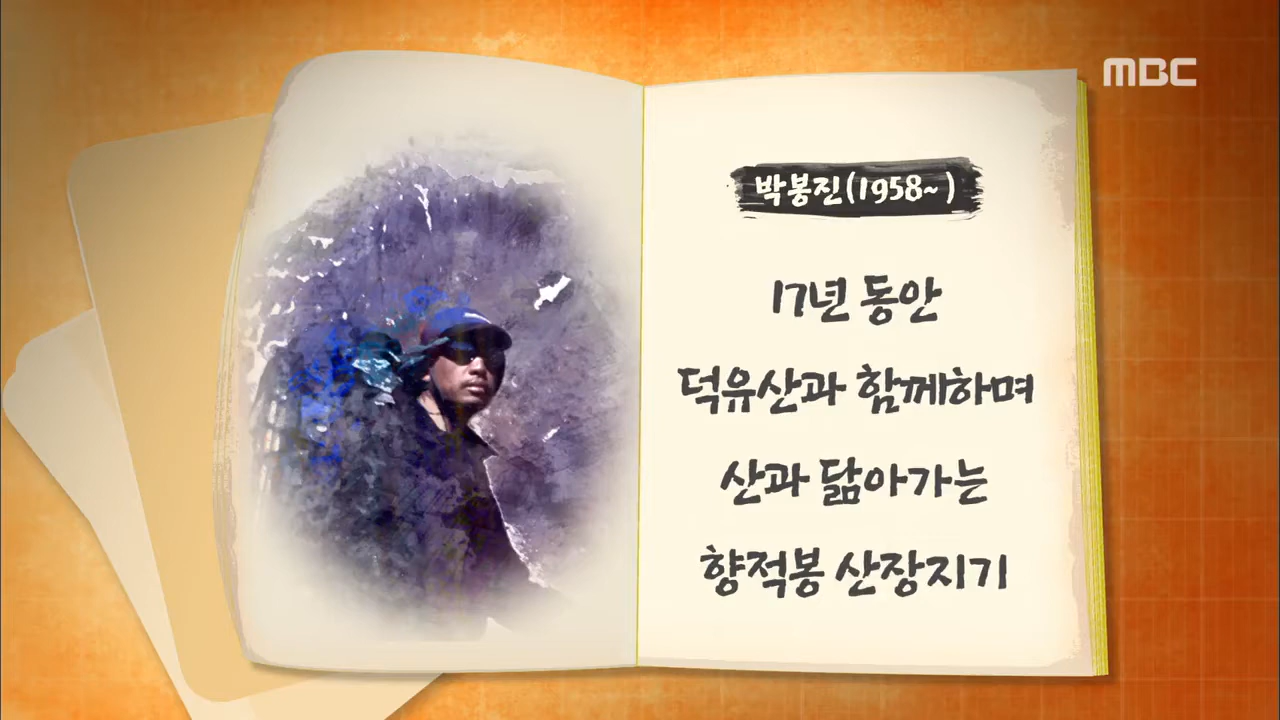 MBC
박봉진(1958~)
17년 동안
덕유산과 함께하며
산과 닮아가는
향적봉 산장지기